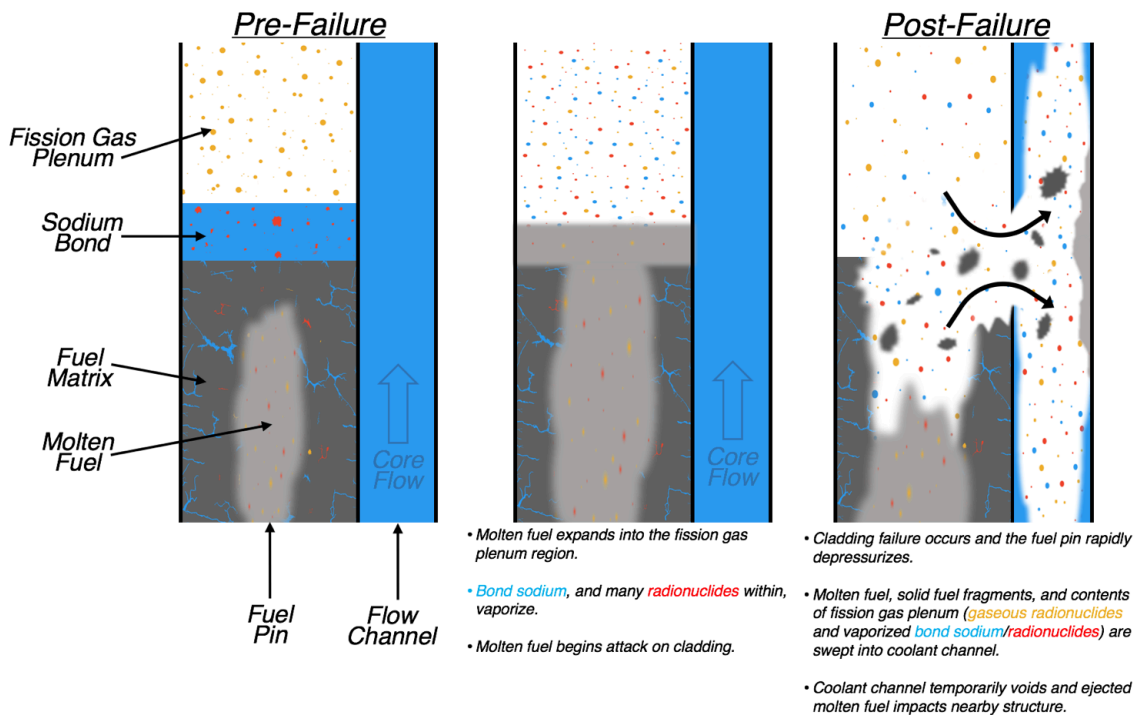 Pre-Failure
Post-Failure
Fission Gas
Plenum
Sodium
Bond
Fuel
Matrix
Molten
Fuel
Core
Flow
Core
Flow
Fuel
Pin
Flow
Channel
• Molten fuel expands into the fission gas
plenum region.
• Bond sodium, and many radionuclides within,
vaporize.
• Molten fuel begins attack on cladding.
• Cladding failure occurs and the fuel pin rapidly
depressurizes.
• Molten fuel, solid fuel fragments, and contents
of fission gas plenum (gaseous radionuclides
and vaporized bond sodium/radionuclides) are
swept into coolant channel.
• Coolant channel temporarily voids and ejected
molten fuel impacts nearby structure.